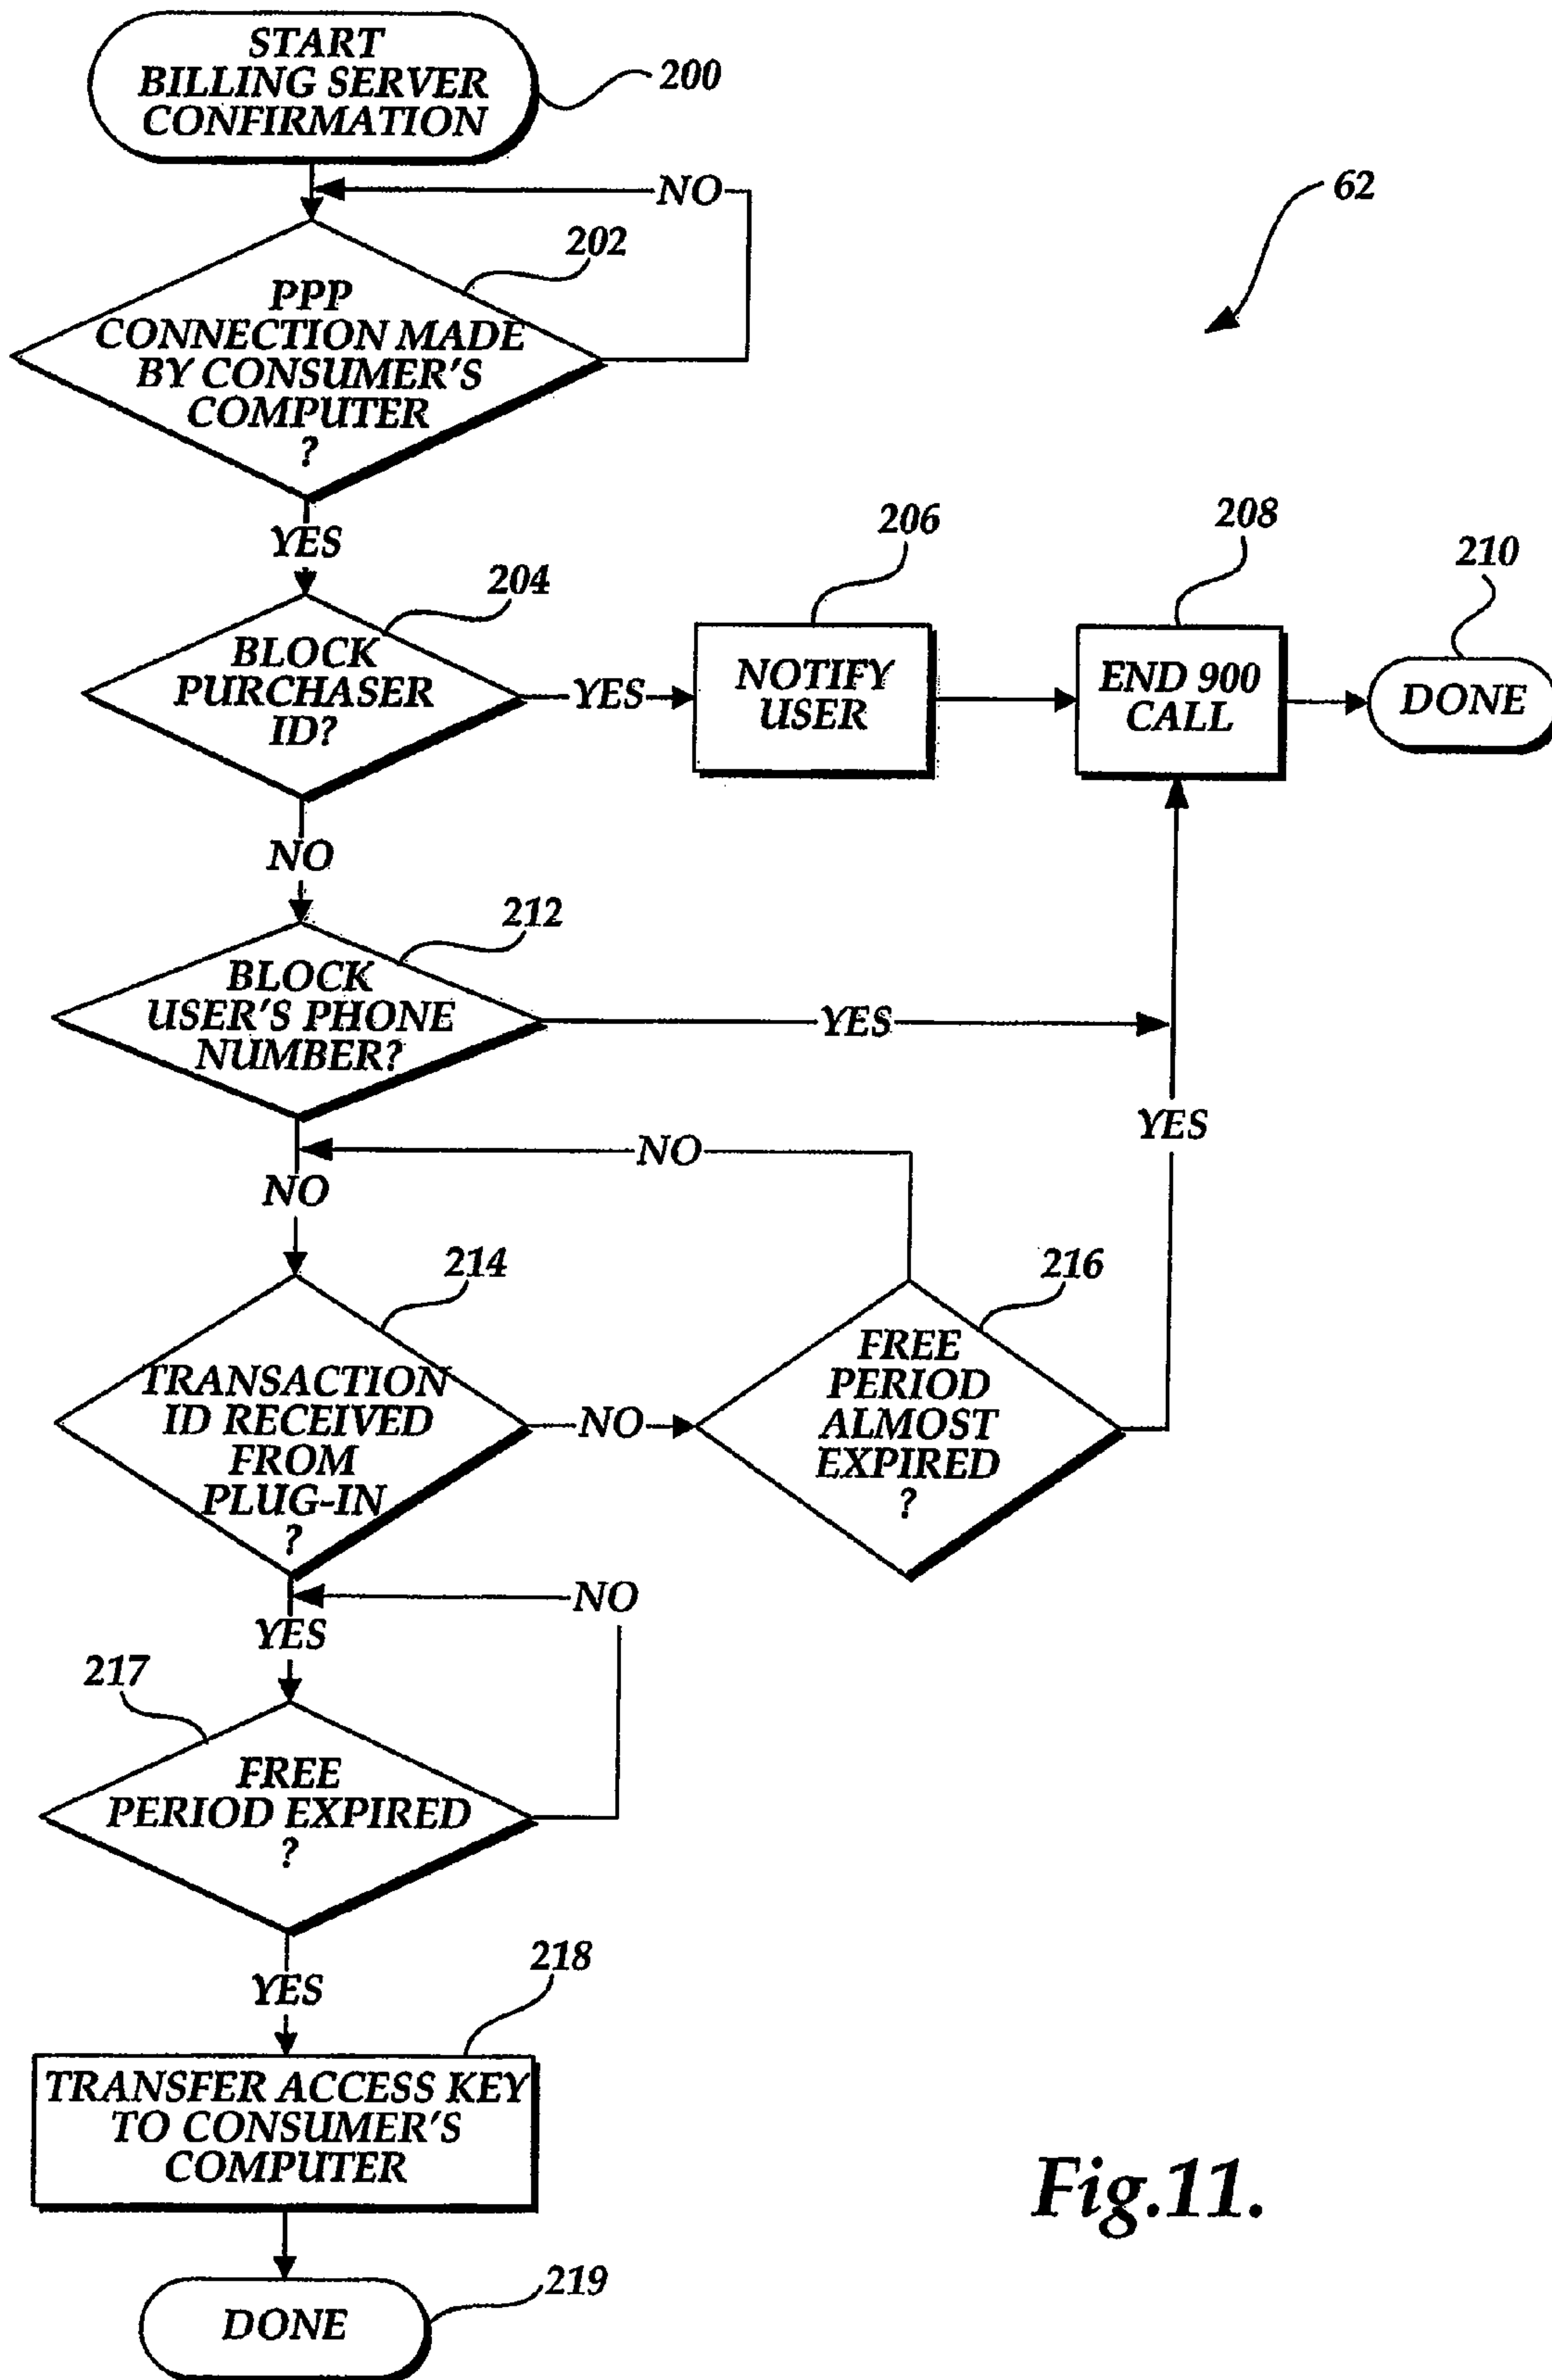 START
BILLING SERVER
CONFIRMATION
200
NO
62
202
PPP
CONNECTION MADE
BY CONSUMER'S
COMPUTER
?
YES
204
BLOCK
PURCHASER
ID?
YES
206
NOTIFY
USER
208
END 900
CALL
210
DONE
NO
212
BLOCK
USER'S PHONE
NUMBER?
YES
YES
NO
NO
214
TRANSACTION
ID RECEIVED
FROM
PLUG-IN
?
NO
216
FREE
PERIOD
ALMOST
EXPIRED
?
NO
YES
217
FREE
PERIOD EXPIRED
?
YES
218
TRANSFER ACCESS KEY
TO CONSUMER'S
COMPUTER
219
DONE
Fig.11.